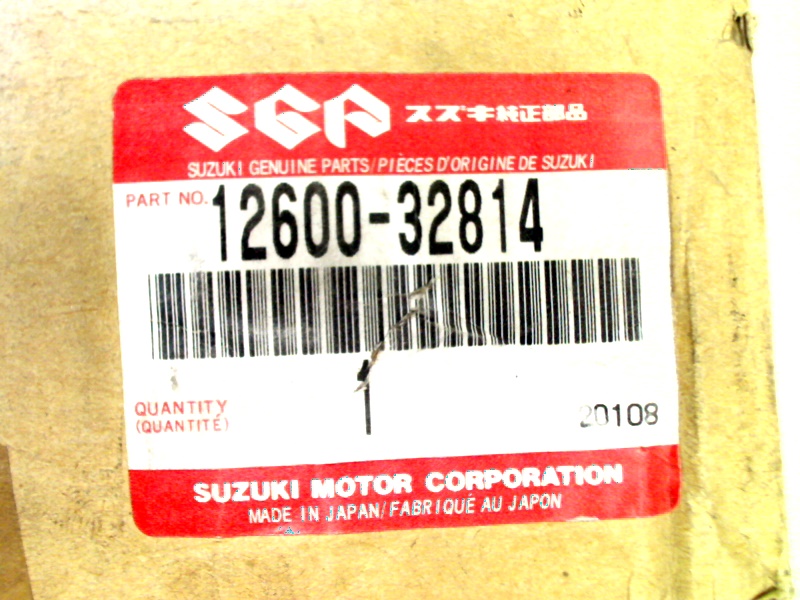 SGP スズキ純正部品
SUZUKI GENUINE PARTS/PIÈCES D'ORIGINE DE SUZUKI
PART NO. 12600-32814
QUANTITY
(QUANTITÉ)
1
20108
SUZUKI MOTOR CORPORATION
MADE IN JAPAN/FABRIQUÉ AU JAPON